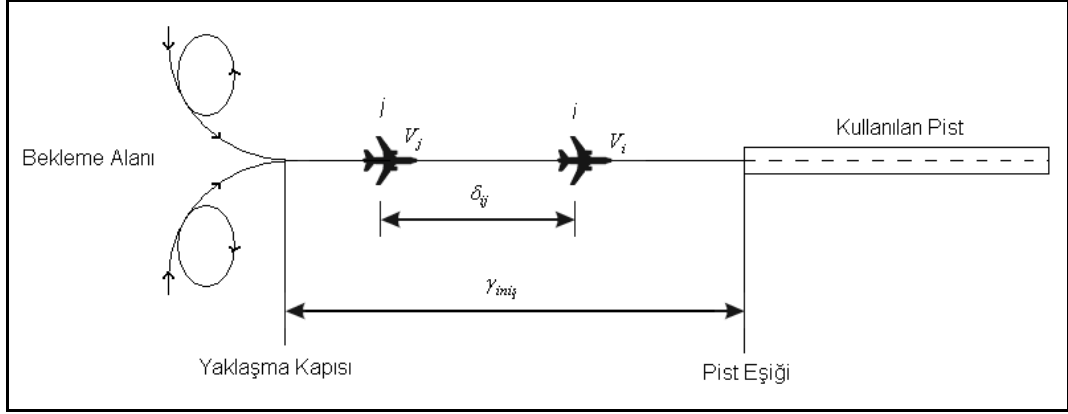 j
i
V_j
V_i
Kullanılan Pist
Bekleme Alanı
δ_ij
γ_iniş
Yaklaşma Kapısı
Pist Eşiği